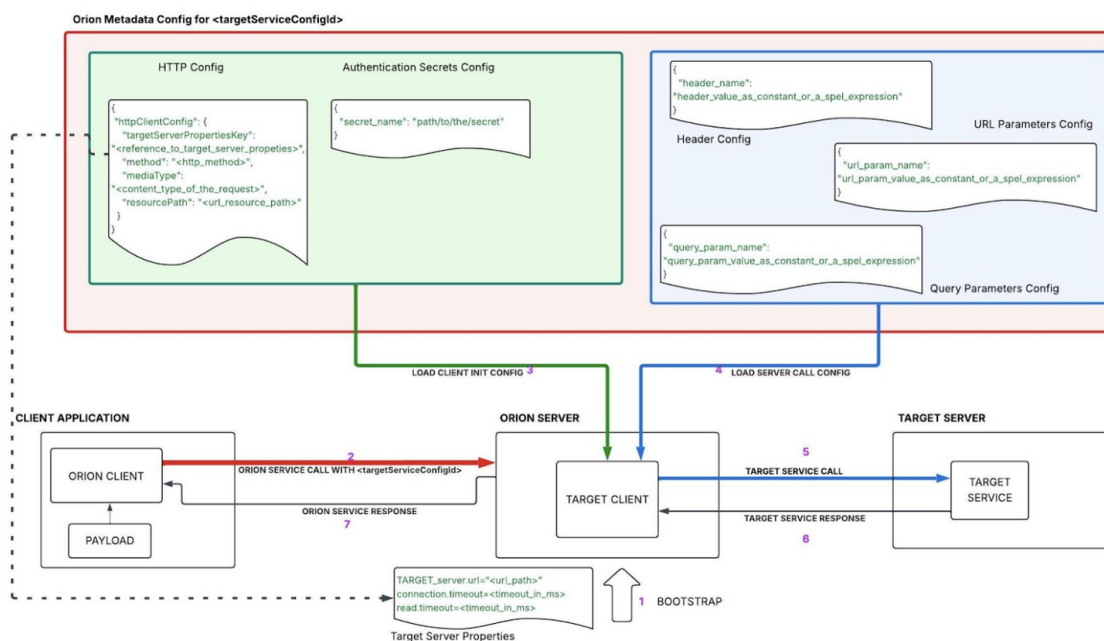 Orion Metadata Config for <targetServiceConfigId>
HTTP Config
{
"httpClientConfig": {
"targetServerPropertiesKey":
"<reference_to_target_server_propeties>",
"method": "<http_method>",
"mediaType":
"<content_type_of_the_request>",
"resourcePath": "<url_resource_path>"
}
}
Authentication Secrets Config
{
"secret_name": "path/to/the/secret"
}
{
"header_name":
"header_value_as_constant_or_a_spel_expression"
}
Header Config
URL Parameters Config
{
"url_param_name":
"url_param_value_as_constant_or_a_spel_expression"
}
{
"query_param_name":
"query_param_value_as_constant_or_a_spel_expression"
}
Query Parameters Config
LOAD CLIENT INIT CONFIG 3
4 LOAD SERVER CALL CONFIG
CLIENT APPLICATION
ORION SERVER
TARGET SERVER
ORION CLIENT
PAYLOAD
2
ORION SERVICE CALL WITH <targetServiceConfigId>
ORION SERVICE RESPONSE
7
TARGET CLIENT
5
TARGET SERVICE CALL
TARGET SERVICE RESPONSE
6
TARGET
SERVICE
TARGET_server.url="<url_path>"
connection.timeout=<timeout_in_ms>
read.timeout=<timeout_in_ms>
Target Server Properties
1 BOOTSTRAP